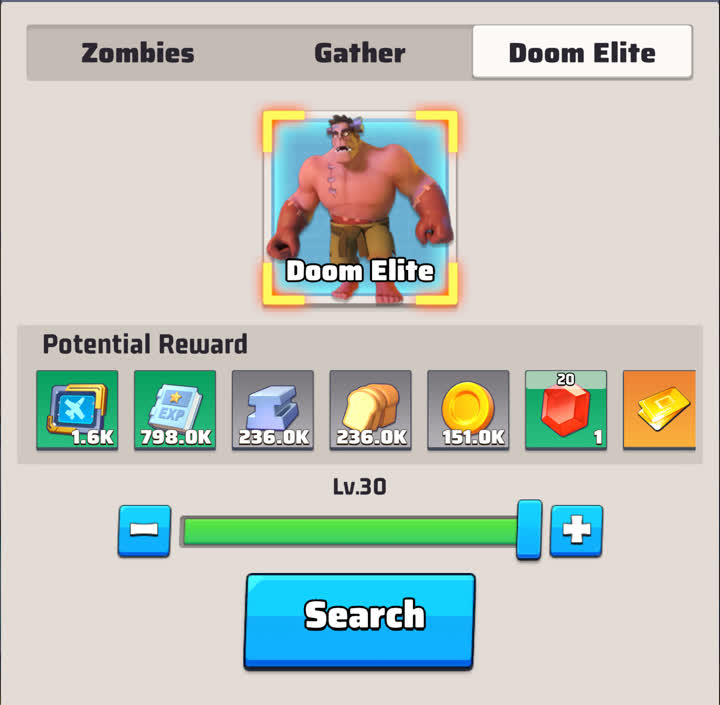 Zombies Gather Doom Elite
Doom Elite
Potential Reward
20
EXP
1.6K 798.0K 236.0K 236.0K 151.0K 1
Lv.30
Search